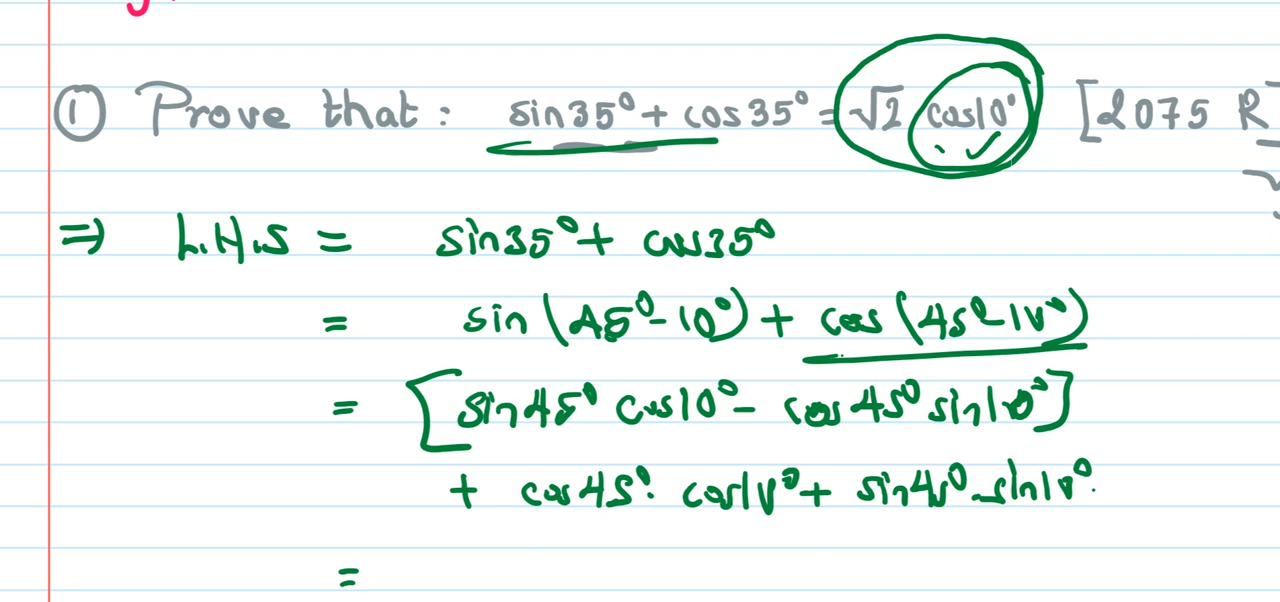 ① Prove that : sin35° + cos35° = √2 cos10° [2075 R]
⇒ L.H.S = sin35° + cos35°
= sin(45°-10°) + cos(45°-10°)
= [sin45° cos10° - cos45° sin10°]
+ cos45°. cos10° + sin45° . sin10°.
=